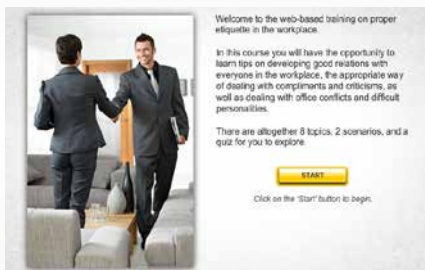 Welcome to the web-based training on proper
etiquette in the workplace.
In this course you will have the opportunity to
learn tips on developing good relations with
everyone in the workplace, the appropriate way
of dealing with compliments and criticisms, as
well as dealing with office conflicts and difficult
personalities.
There are altogether 8 topics, 2 scenarios, and a
quiz for you to explore.
START
Click on the 'Start' button to begin.